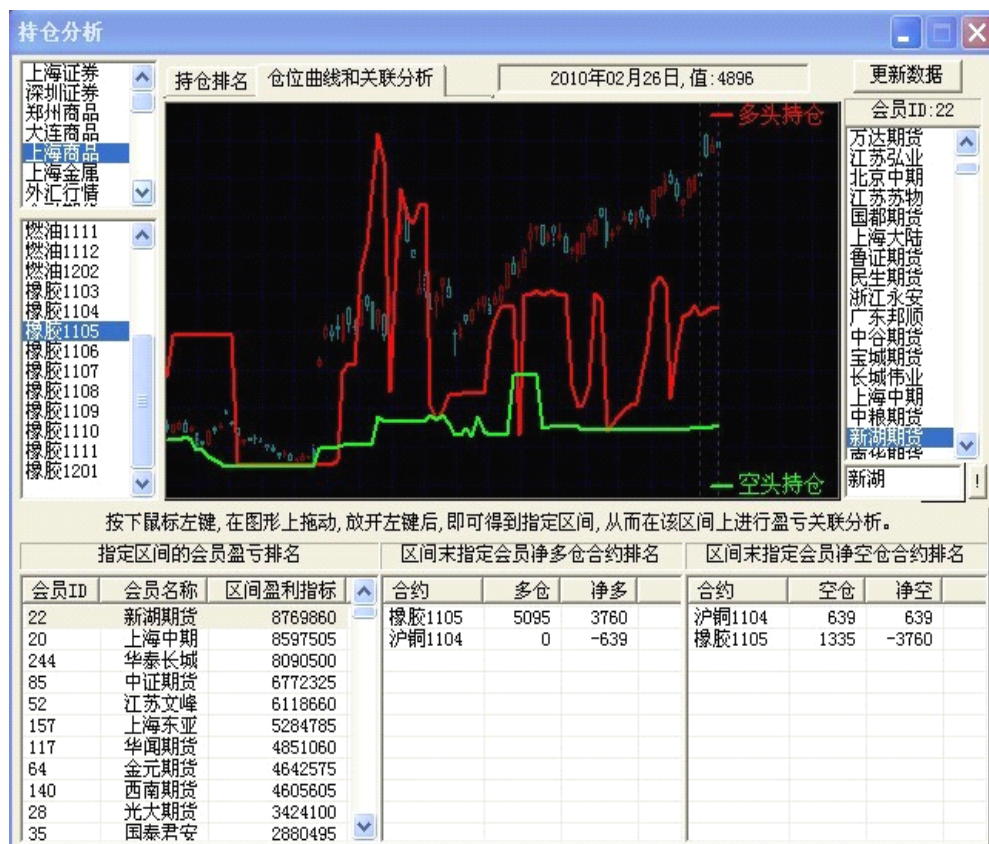 持仓分析
上海证券
深圳证券
郑州商品
大连商品
上海商品
上海金属
外汇行情
燃油1111
燃油1112
燃油1202
橡胶1103
橡胶1104
橡胶1105
橡胶1106
橡胶1107
橡胶1108
橡胶1109
橡胶1110
橡胶1111
橡胶1201
持仓排名 仓位曲线和关联分析 2010年02月26日,值:4896 更新数据
多头持仓
空头持仓
会员ID:22
万达期货
江苏弘业
北京中期
江苏苏物
国都期货
上海大陆
鲁证期货
民生期货
浙江永安
广东邦顺
中谷期货
宝城期货
长城伟业
上海中期
中粮期货
新湖期货
南华期货
新湖 !
按下鼠标左键,在图形上拖动,放开左键后,即可得到指定区间,从而在该区间上进行盈亏关联分析。
指定区间的会员盈亏排名
会员ID 会员名称 区间盈利指标
22 新湖期货 8769860
20 上海中期 8597505
244 华泰长城 8090500
85 中证期货 6772325
52 江苏文峰 6118660
157 上海东亚 5284785
117 华闻期货 4851060
64 金元期货 4642575
140 西南期货 4605605
28 光大期货 3424100
35 国泰君安 2880495
区间末指定会员净多仓合约排名
合约 多仓 净多
橡胶1105 5095 3760
沪铜1104 0 -639
区间末指定会员净空仓合约排名
合约 空仓 净空
沪铜1104 639 639
橡胶1105 1335 -3760